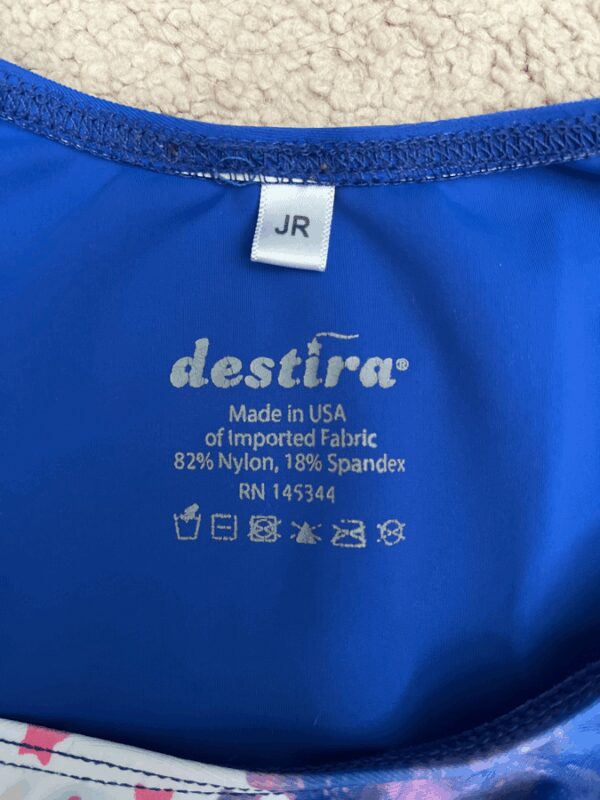 JR
destira®
Made in USA
of Imported Fabric
82% Nylon, 18% Spandex
RN 145344